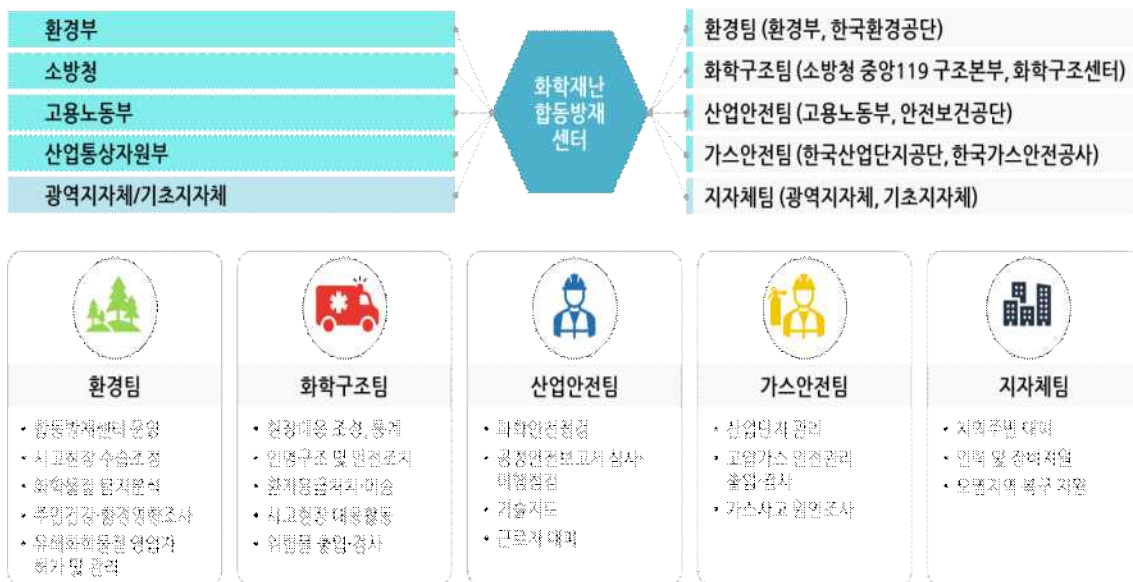 환경부
소방청
고용노동부
산업통상자원부
광역지자체/기초지자체
화학재난
합동방재
센터
환경팀 (환경부, 한국환경공단)
화학구조팀 (소방청 중앙119 구조본부, 화학구조센터)
산업안전팀 (고용노동부, 안전보건공단)
가스안전팀 (한국산업단지공단, 한국가스안전공사)
지자체팀 (광역지자체, 기초지자체)
환경팀
• 합동방재센터 운영
• 사고현장 수습조정
• 화학물질 탐지분석
• 주민건강·환경영향조사
• 유해화학물질 영업자
허가 및 관리
화학구조팀
• 현장대응 조정, 통제
• 인명구조 및 안전조치
• 환자응급처치·이송
• 사고현장 대응활동
• 위험물 출입·검사
산업안전팀
• 화학안전점검
• 공정안전보고서 심사·
이행점검
• 기술지도
• 근로자 대피
가스안전팀
• 산업단지 관리
• 고압가스 안전관리
출입·검사
• 가스사고 원인조사
지자체팀
• 지역주민 대피
• 인력 및 장비지원
• 오염지역 복구 지원